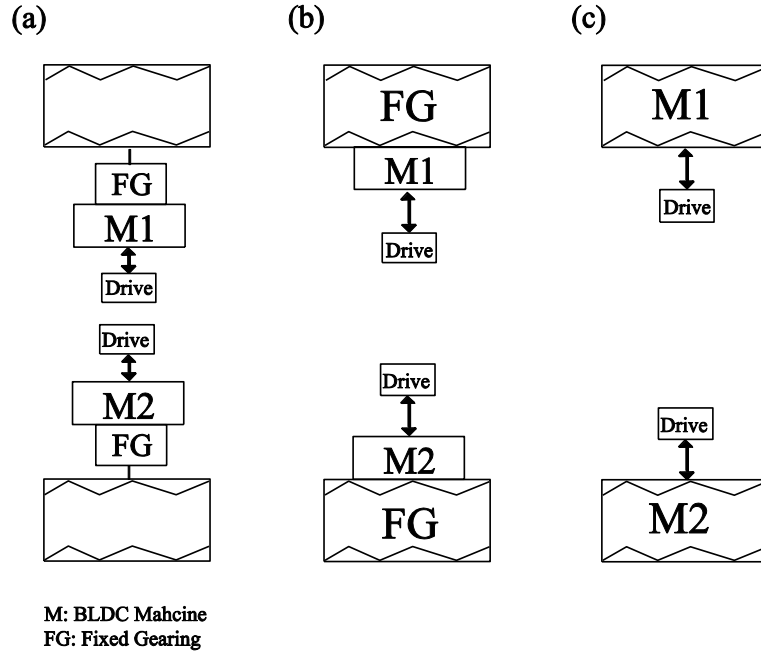 (a) (b) (c)
FG M1
FG M1
M1 Drive
Drive Drive
Drive
Drive Drive
M2 M2
FG FG M2
M: BLDC Mahcine
FG: Fixed Gearing